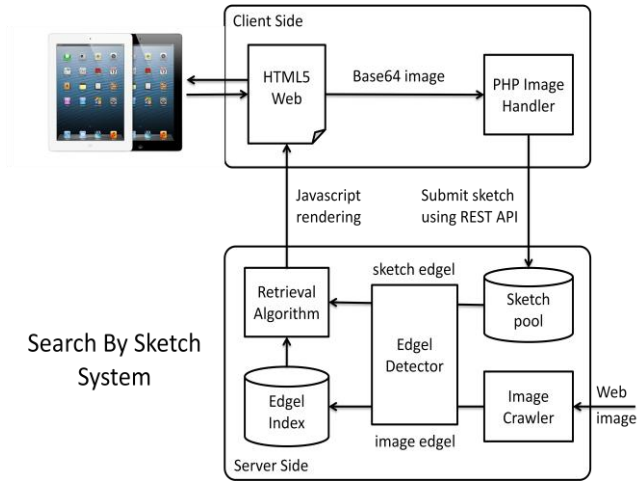 Client Side
HTML5
Web
Base64 image
PHP Image
Handler
Javascript
rendering
Submit sketch
using REST API
sketch edgel
Retrieval
Algorithm
Edgel
Detector
Sketch
pool
Search By Sketch
System
Edgel
Index
Image
Crawler
Web
image
image edgel
Server Side